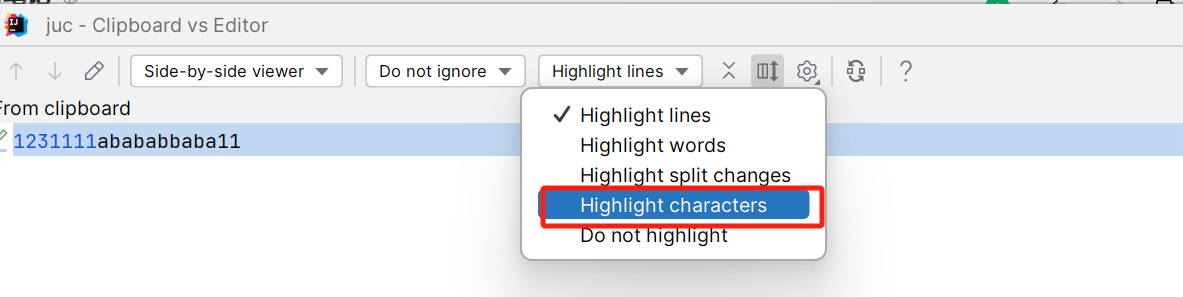 juc - Clipboard vs Editor
Side-by-side viewer Do not ignore Highlight lines ?
From clipboard
1231111abababbaba11
Highlight lines
Highlight words
Highlight split changes
Highlight characters
Do not highlight